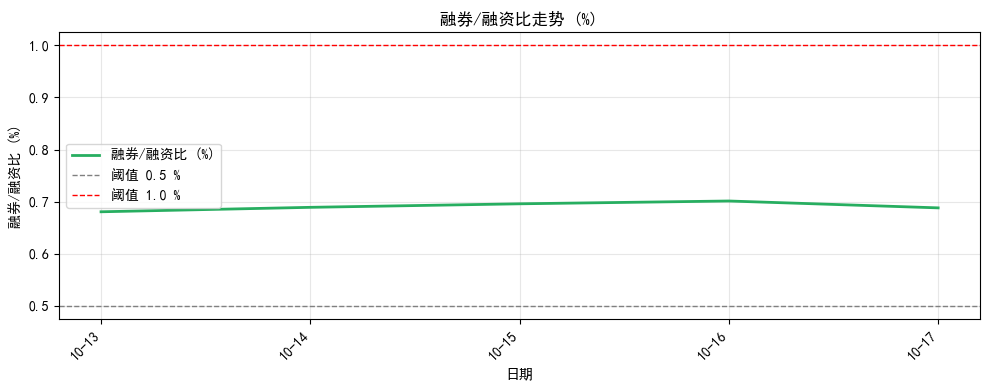 融券/融资比走势 (%)
融券/融资比 (%)
1.0
0.9
0.8
0.7
0.6
0.5
融券/融资比 (%)
阈值 0.5 %
阈值 1.0 %
10-13
10-14
10-15
10-16
10-17
日期